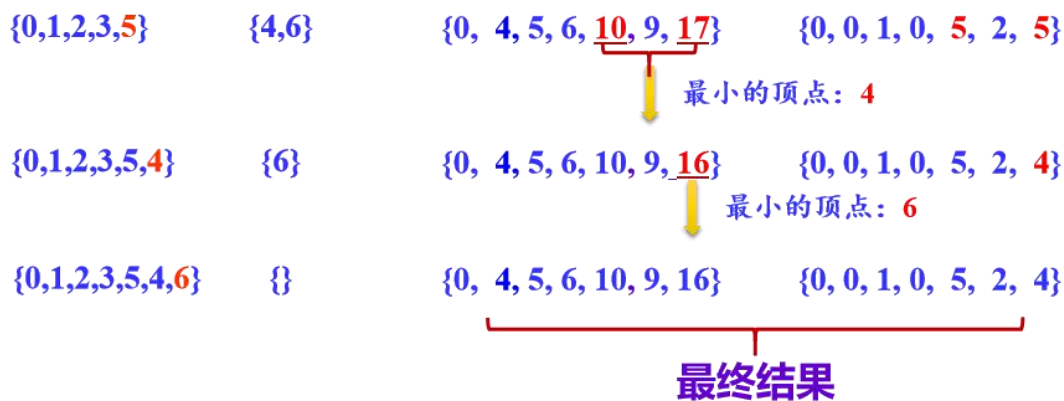 {0,1,2,3,5} {4,6} {0, 4, 5, 6, 10, 9, 17} {0, 0, 1, 0, 5, 2, 5}
最小的顶点：4
{0,1,2,3,5,4} {6} {0, 4, 5, 6, 10, 9, 16} {0, 0, 1, 0, 5, 2, 4}
最小的顶点：6
{0,1,2,3,5,4,6} {} {0, 4, 5, 6, 10, 9, 16} {0, 0, 1, 0, 5, 2, 4}
最终结果